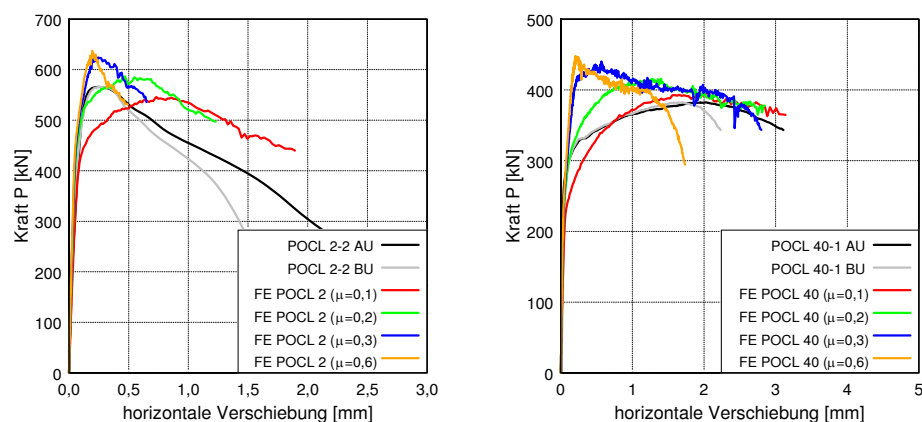 700
600
500
400
300
200
100
0
Kraft P [kN]
0,0 0,5 1,0 1,5 2,0 2,5 3,0
horizontale Verschiebung [mm]
POCL 2-2 AU
POCL 2-2 BU
FE POCL 2 (µ=0,1)
FE POCL 2 (µ=0,2)
FE POCL 2 (µ=0,3)
FE POCL 2 (µ=0,6)
500
400
300
200
100
0
Kraft P [kN]
0 1 2 3 4 5
horizontale Verschiebung [mm]
POCL 40-1 AU
POCL 40-1 BU
FE POCL 40 (µ=0,1)
FE POCL 40 (µ=0,2)
FE POCL 40 (µ=0,3)
FE POCL 40 (µ=0,6)